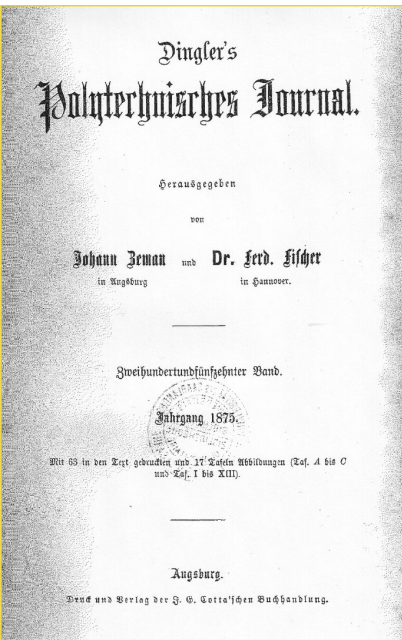 Dingler's
Polytechnisches Journal.
Herausgegeben
von
Johann Zeman und Dr. Ferd. Fischer
in Augsburg in Hannover.
Zweihundertundfünfzehnter Band.
Jahrgang 1875.
Mit 63 in den Text gedruckten und 17 Tafeln Abbildungen (Taf. A bis C
und Taf. I bis XIII).
Augsburg.
Druck und Verlag der J. G. Cotta'schen Buchhandlung.